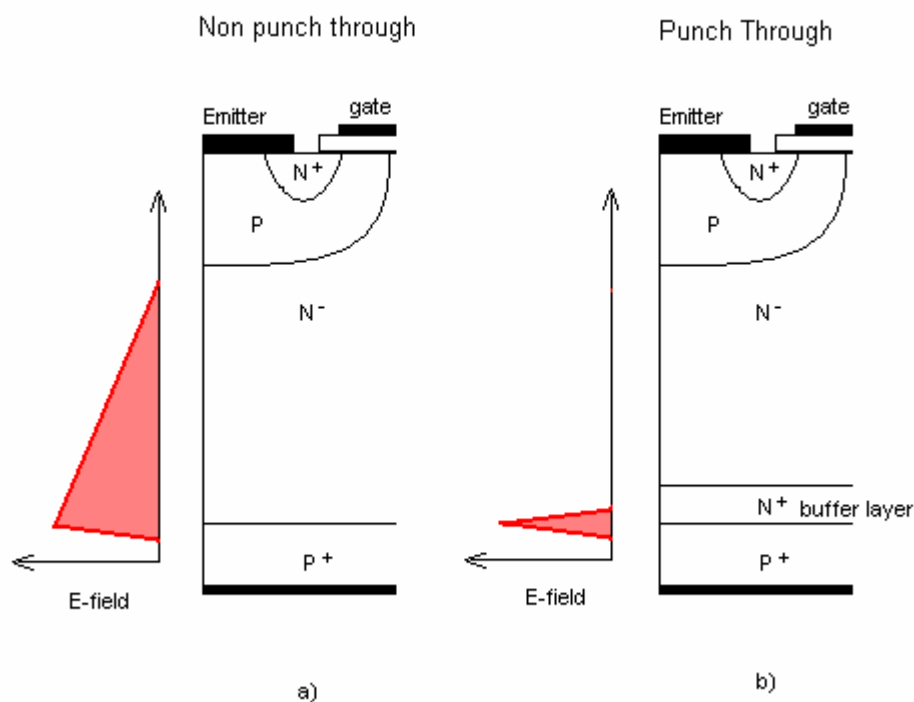 Non punch through
Punch Through
Emitter
gate
N+
P
N-
P+
E-field
a)
Emitter
gate
N+
P
N-
N+ buffer layer
P+
E-field
b)